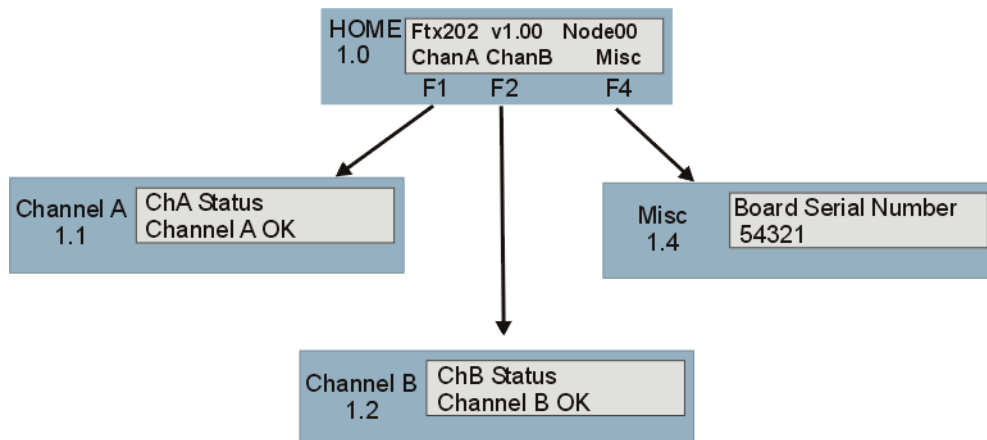 HOME
1.0
Ftx202 v1.00 Node00
ChanA ChanB Misc
F1 F2 F4
Channel A
1.1
ChA Status
Channel A OK
Misc
1.4
Board Serial Number
54321
Channel B
1.2
ChB Status
Channel B OK